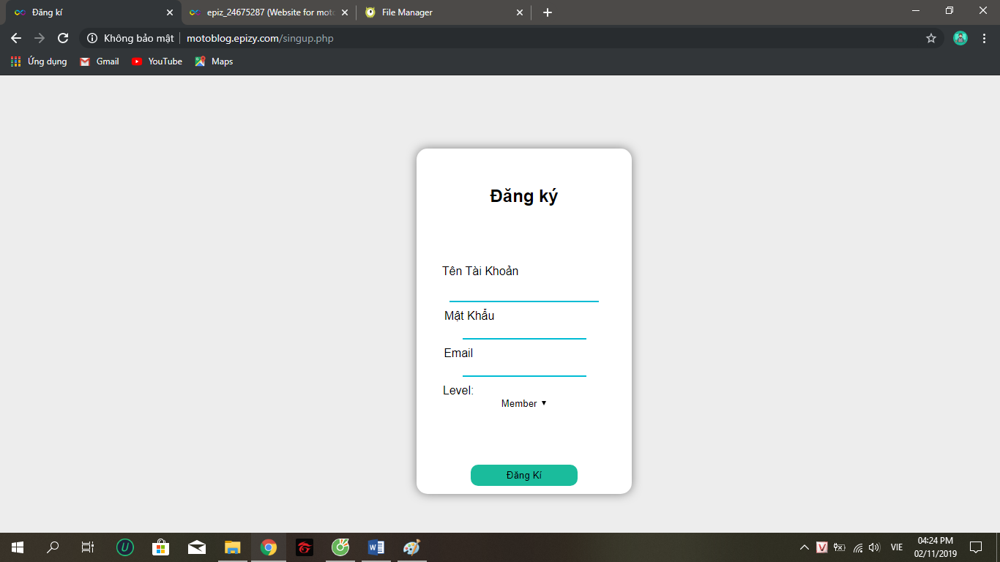 Đăng kí
epiz_24675287 (Website for moto
File Manager
Không bảo mật
motoblog.epizy.com/singup.php
Ứng dụng
Gmail
YouTube
Maps
Đăng ký
Tên Tài Khoản
Mật Khẩu
Email
Level:
Member
Đăng Kí
VIE
04:24 PM
02/11/2019